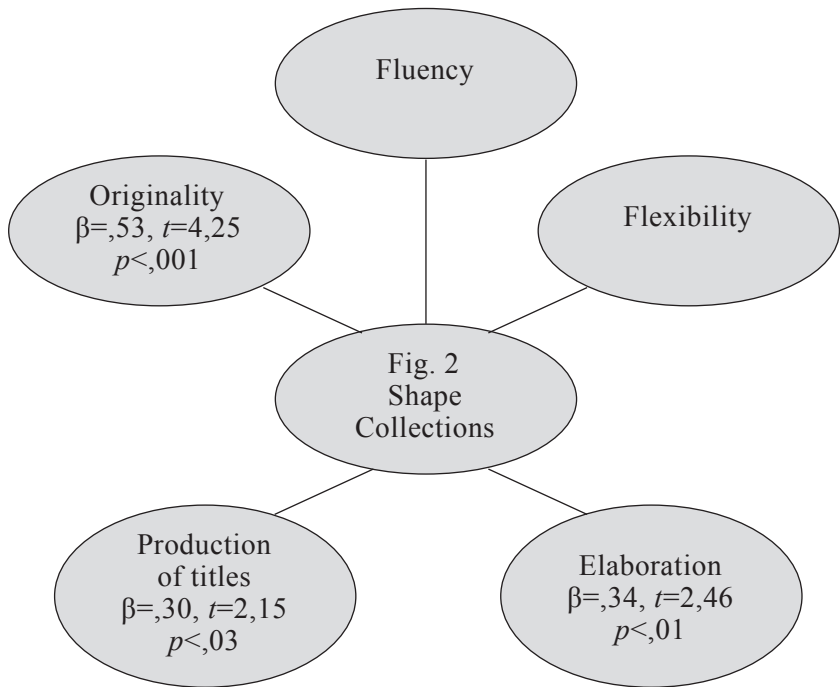 Fluency
Originality
β=,53, t=4,25
p<,001
Flexibility
Fig. 2
Shape
Collections
Production
of titles
β=,30, t=2,15
p<,03
Elaboration
β=,34, t=2,46
p<,01